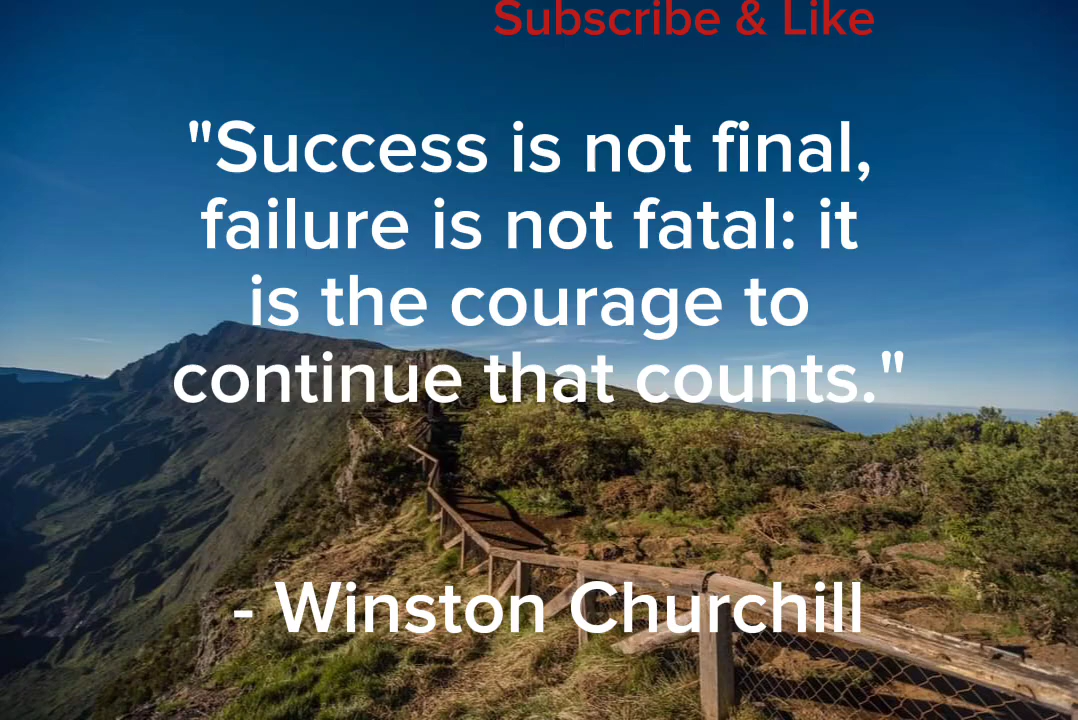 Subscribe & Like
"Success is not final,
failure is not fatal: it
is the courage to
continue that counts."
- Winston Churchill